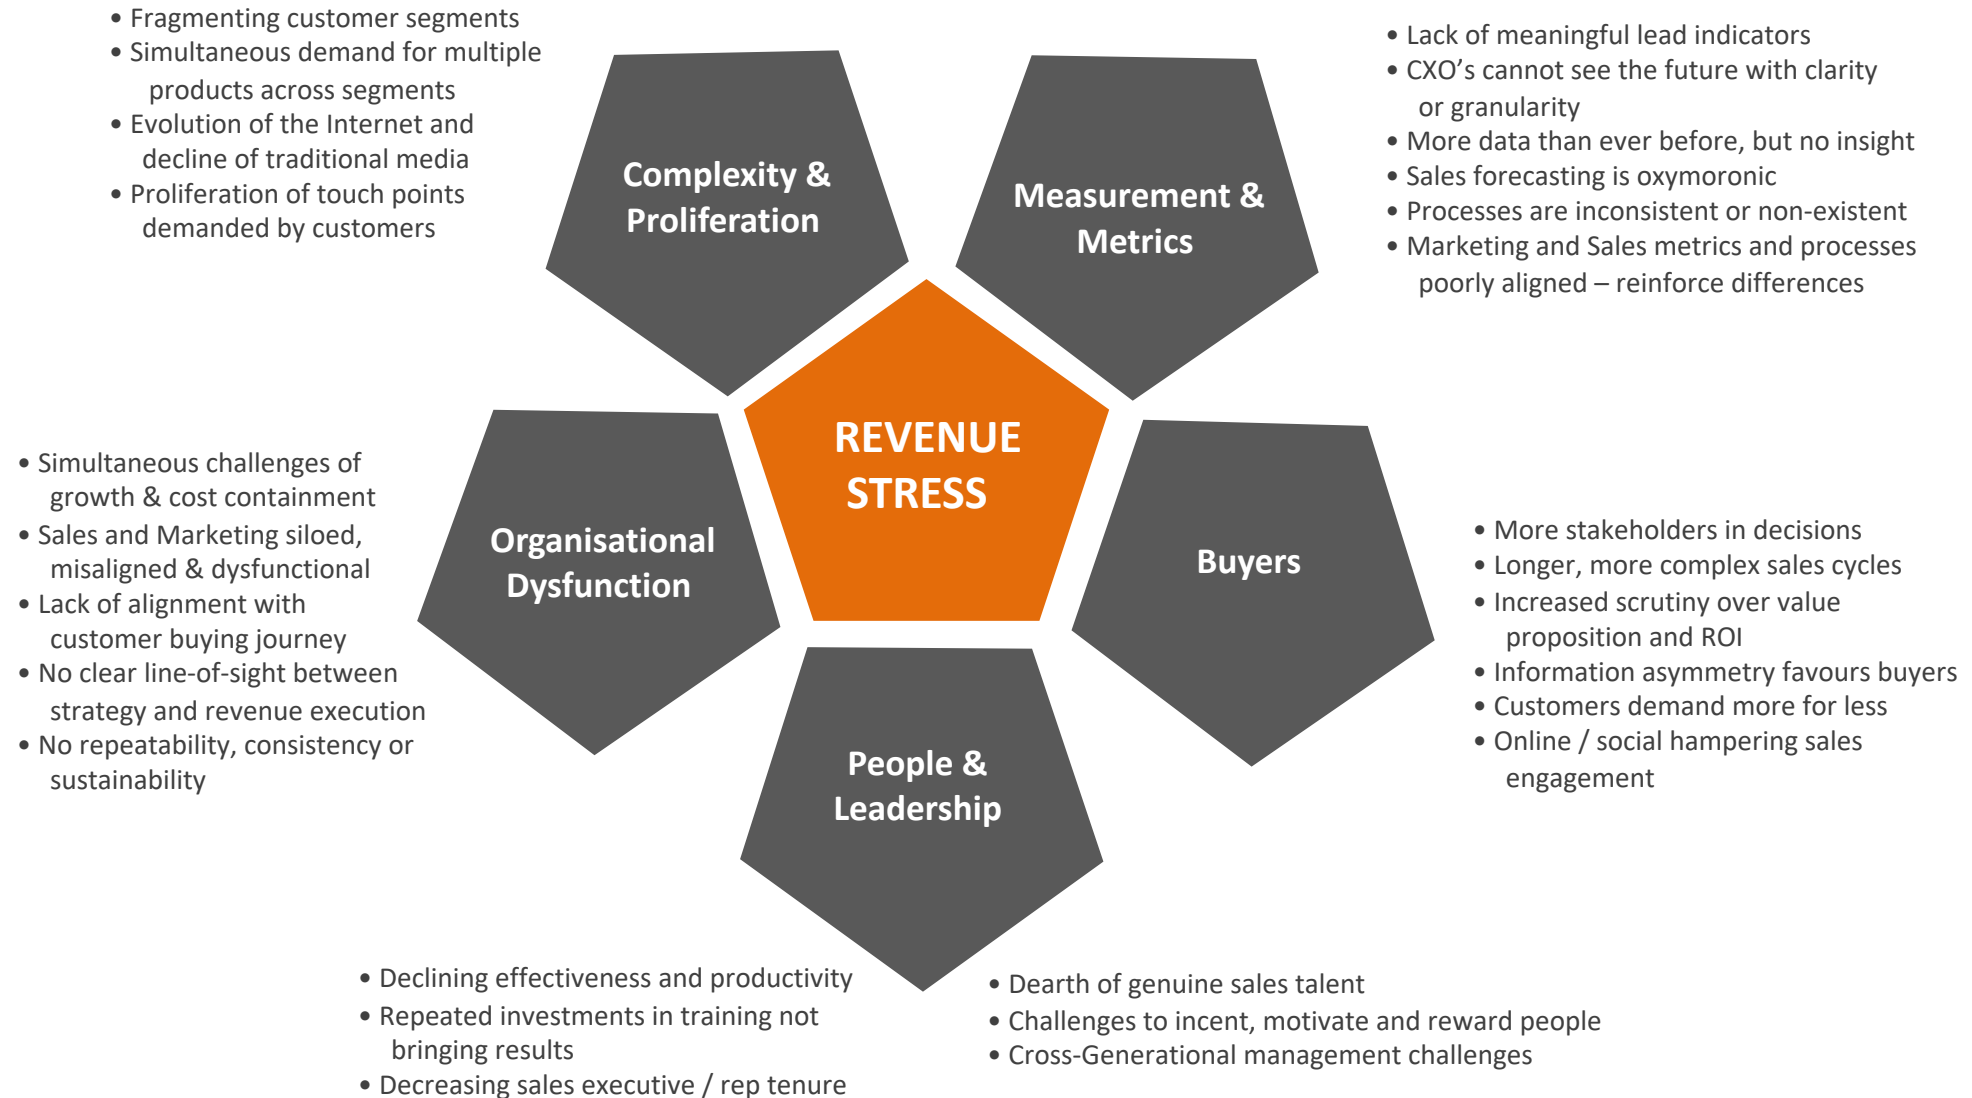 • Fragmenting customer segments
• Simultaneous demand for multiple
products across segments
• Evolution of the Internet and
decline of traditional media
• Proliferation of touch points
demanded by customers
Complexity &
Proliferation
Measurement &
Metrics
• Lack of meaningful lead indicators
• CXO’s cannot see the future with clarity
or granularity
• More data than ever before, but no insight
• Sales forecasting is oxymoronic
• Processes are inconsistent or non-existent
• Marketing and Sales metrics and processes
poorly aligned – reinforce differences
REVENUE
STRESS
• Simultaneous challenges of
growth & cost containment
• Sales and Marketing siloed,
misaligned & dysfunctional
• Lack of alignment with
customer buying journey
• No clear line-of-sight between
strategy and revenue execution
• No repeatability, consistency or
sustainability
Organisational
Dysfunction
Buyers
• More stakeholders in decisions
• Longer, more complex sales cycles
• Increased scrutiny over value
proposition and ROI
• Information asymmetry favours buyers
• Customers demand more for less
• Online / social hampering sales
engagement
People &
Leadership
• Declining effectiveness and productivity
• Repeated investments in training not
bringing results
• Decreasing sales executive / rep tenure
• Dearth of genuine sales talent
• Challenges to incent, motivate and reward people
• Cross-Generational management challenges